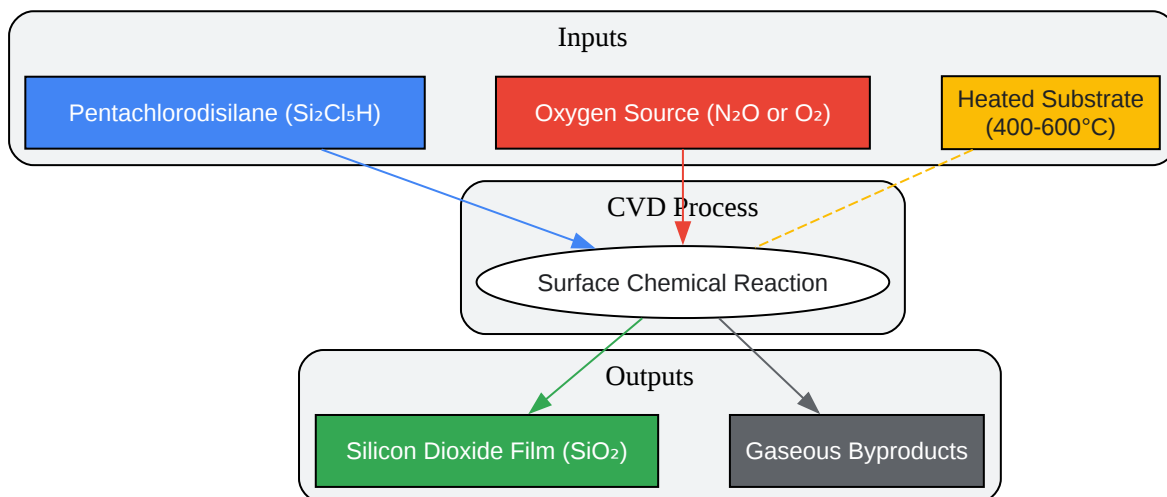 Inputs
Pentachlorodisilane (Si₂Cl₅H)
Oxygen Source (N₂O or O₂)
Heated Substrate
(400-600°C)
CVD Process
Surface Chemical Reaction
Outputs
Silicon Dioxide Film (SiO₂)
Gaseous Byproducts